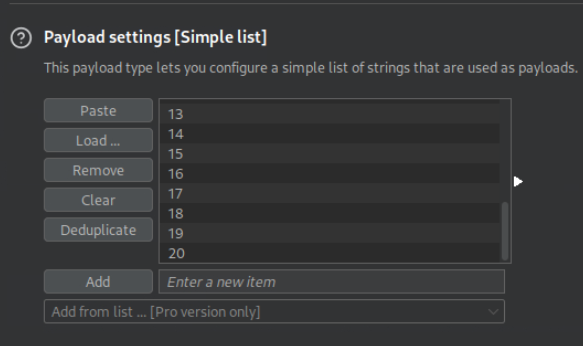 ?
Payload settings [Simple list]
This payload type lets you configure a simple list of strings that are used as payloads.
Paste
Load ...
Remove
Clear
Deduplicate
13
14
15
16
17
18
19
20
Add
Enter a new item
Add from list ... [Pro version only]